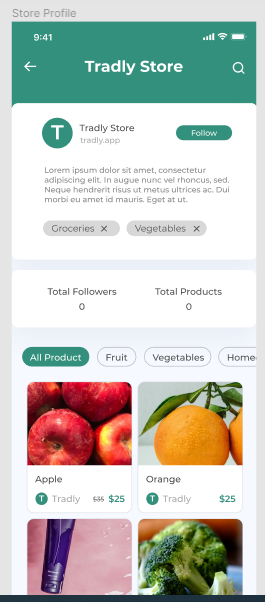 Store Profile
9:41
Tradly Store
T
Tradly Store
tradly.app
Follow
Lorem ipsum dolor sit amet, consectetur
adipiscing elit. In augue nunc vel rhoncus, sed.
Neque hendrerit risus ut metus ultrices ac. Dui
morbi eu amet id mauris. Eget at ut.
Groceries ✕ Vegetables ✕
Total Followers Total Products
0 0
All Product Fruit Vegetables Home
Apple Orange
T Tradly $35 $25 T Tradly $25